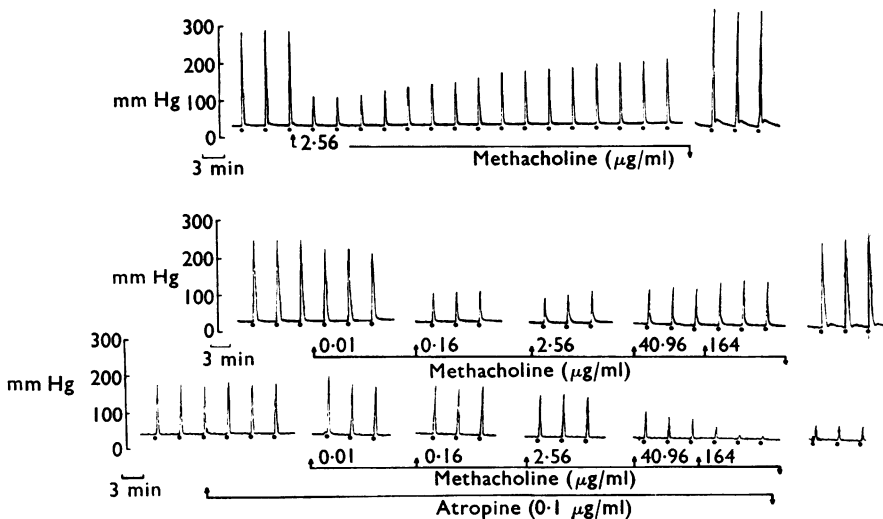 300
200
mm Hg
100
0
2·56
3 min
Methacholine (μg/ml)
300
200
mm Hg
100
0
3 min
0·01 0·16 2·56 40·96 164
Methacholine (μg/ml)
300
mm Hg
200
100
0
0·01 0·16 2·56 40·96 164
3 min
Methacholine (μg/ml)
Atropine (0·1 μg/ml)